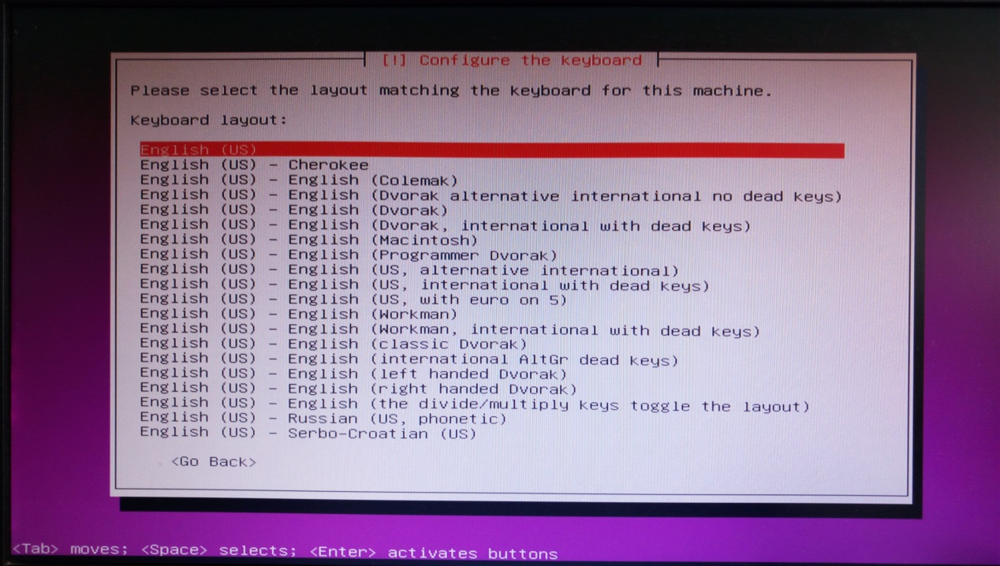 [!] Configure the keyboard
Please select the layout matching the keyboard for this machine.
Keyboard layout:
English (US)
English (US) - Cherokee
English (US) - English (Colemak)
English (US) - English (Dvorak alternative international no dead keys)
English (US) - English (Dvorak)
English (US) - English (Dvorak, international with dead keys)
English (US) - English (Macintosh)
English (US) - English (Programmer Dvorak)
English (US) - English (US, alternative international)
English (US) - English (US, international with dead keys)
English (US) - English (US, with euro on 5)
English (US) - English (Workman)
English (US) - English (Workman, international with dead keys)
English (US) - English (classic Dvorak)
English (US) - English (international AltGr dead keys)
English (US) - English (left handed Dvorak)
English (US) - English (right handed Dvorak)
English (US) - English (the divide/multiply keys toggle the layout)
English (US) - Russian (US, phonetic)
English (US) - Serbo-Croatian (US)
<Go Back>
<Tab> moves; <Space> selects; <Enter> activates buttons